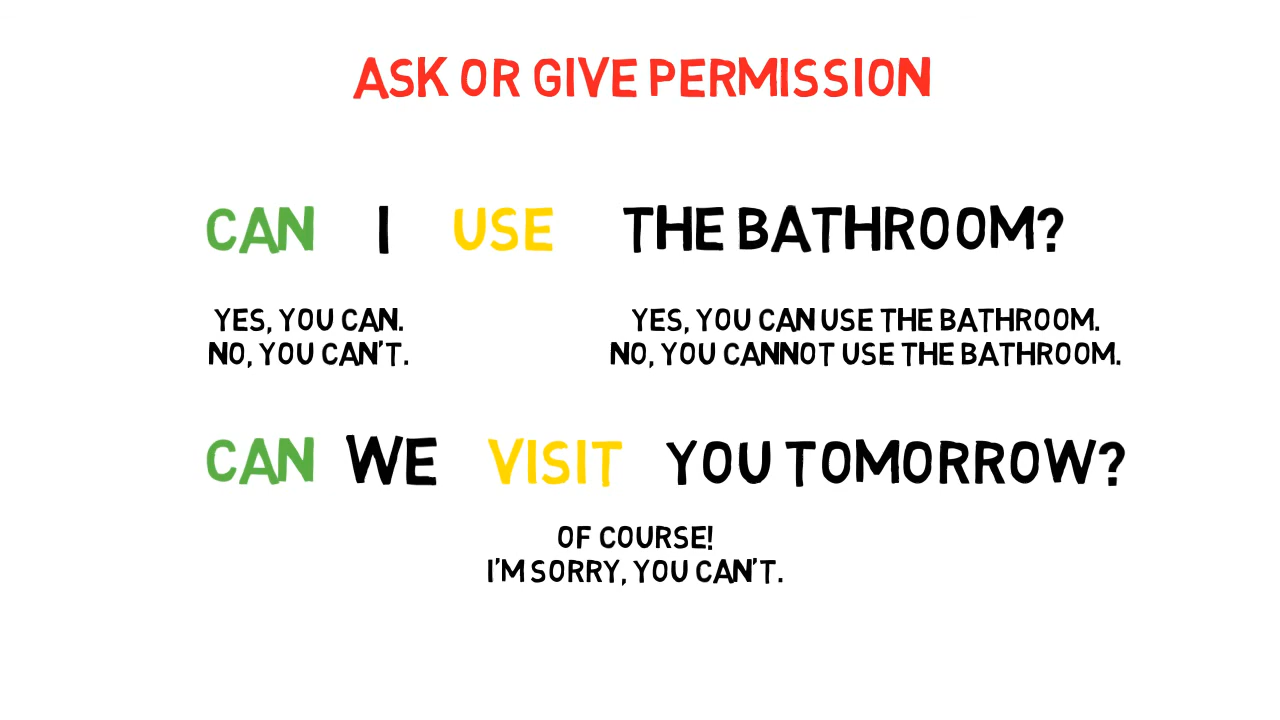 ASK OR GIVE PERMISSION
CAN I USE THE BATHROOM?
YES, YOU CAN.
NO, YOU CAN'T.
YES, YOU CAN USE THE BATHROOM.
NO, YOU CANNOT USE THE BATHROOM.
CAN WE VISIT YOU TOMORROW?
OF COURSE!
I'M SORRY, YOU CAN'T.